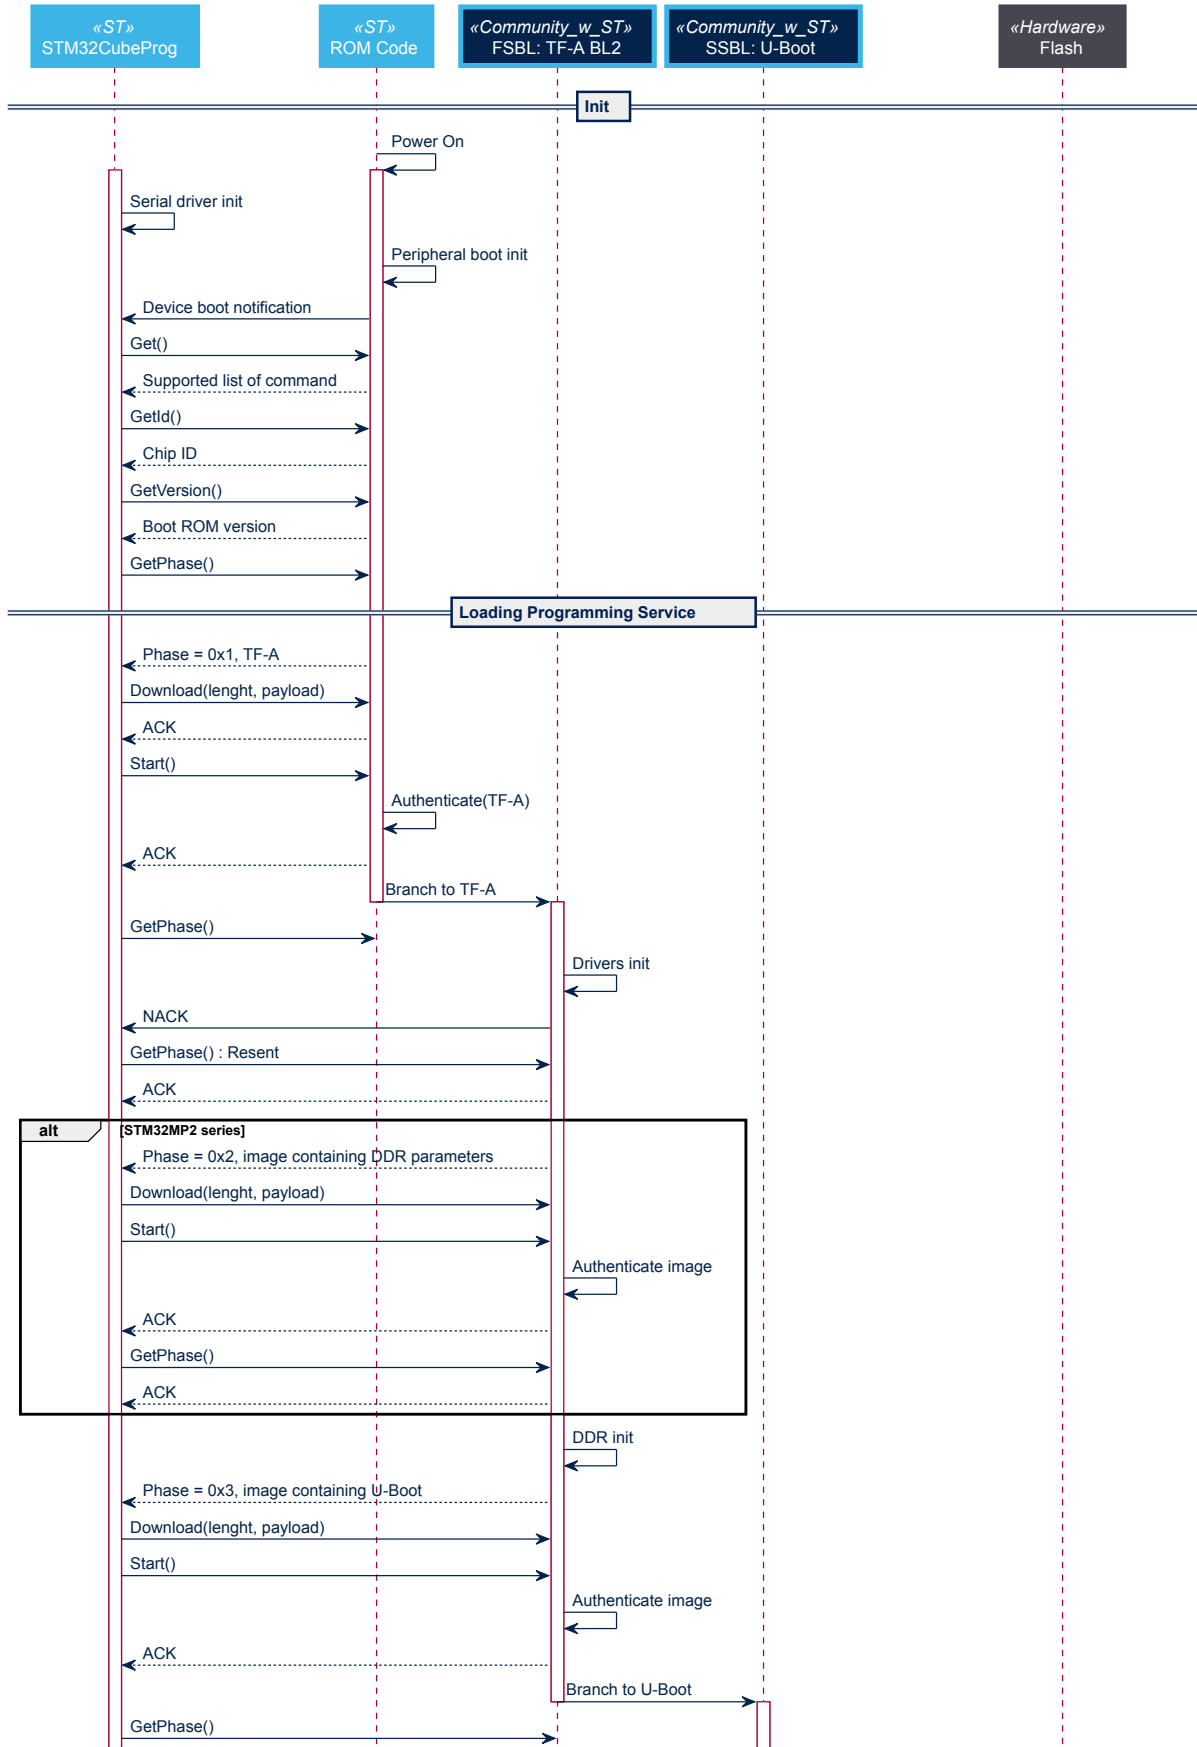 «ST»
STM32CubeProg
«ST»
ROM Code
«Community_w_ST»
FSBL: TF-A BL2
«Community_w_ST»
SSBL: U-Boot
«Hardware»
Flash
Init
Power On
Serial driver init
Peripheral boot init
Device boot notification
Get()
Supported list of command
GetId()
Chip ID
GetVersion()
Boot ROM version
GetPhase()
Loading Programming Service
Phase = 0x1, TF-A
Download(lenght, payload)
ACK
Start()
Authenticate(TF-A)
ACK
Branch to TF-A
GetPhase()
Drivers init
NACK
GetPhase() : Resent
ACK
alt
[STM32MP2 series]
Phase = 0x2, image containing DDR parameters
Download(lenght, payload)
Start()
Authenticate image
ACK
GetPhase()
ACK
DDR init
Phase = 0x3, image containing U-Boot
Download(lenght, payload)
Start()
Authenticate image
ACK
Branch to U-Boot
GetPhase()